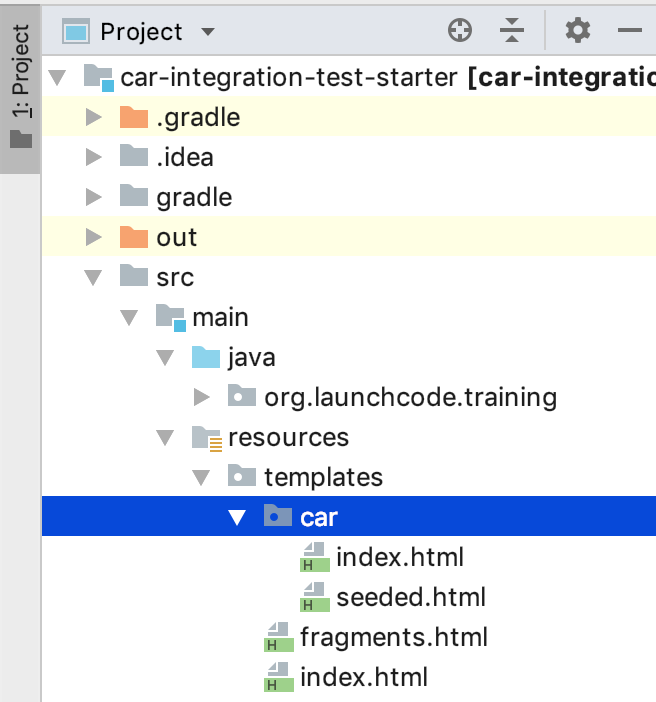 1: Project
Project
car-integration-test-starter [car-integratio
.gradle
.idea
gradle
out
src
main
java
org.launchcode.training
resources
templates
car
H index.html
H seeded.html
H fragments.html
H index.html